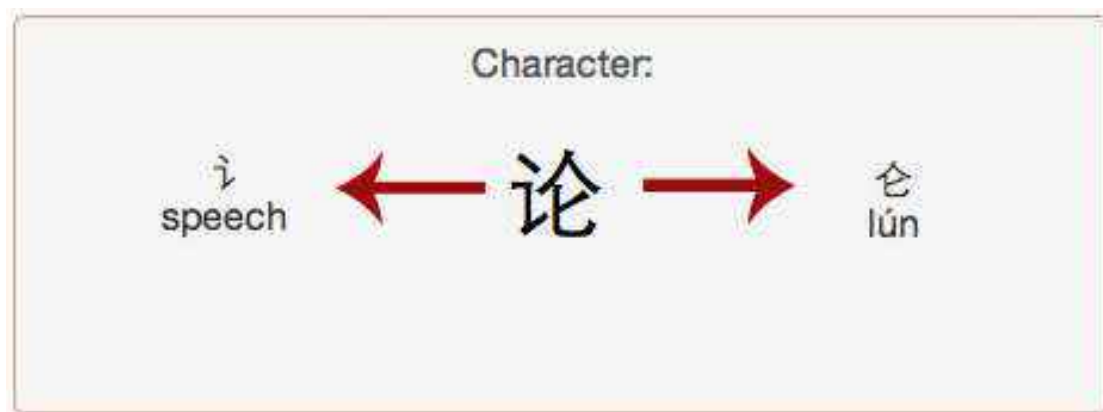 Character:
讠
speech
论
仑
lún